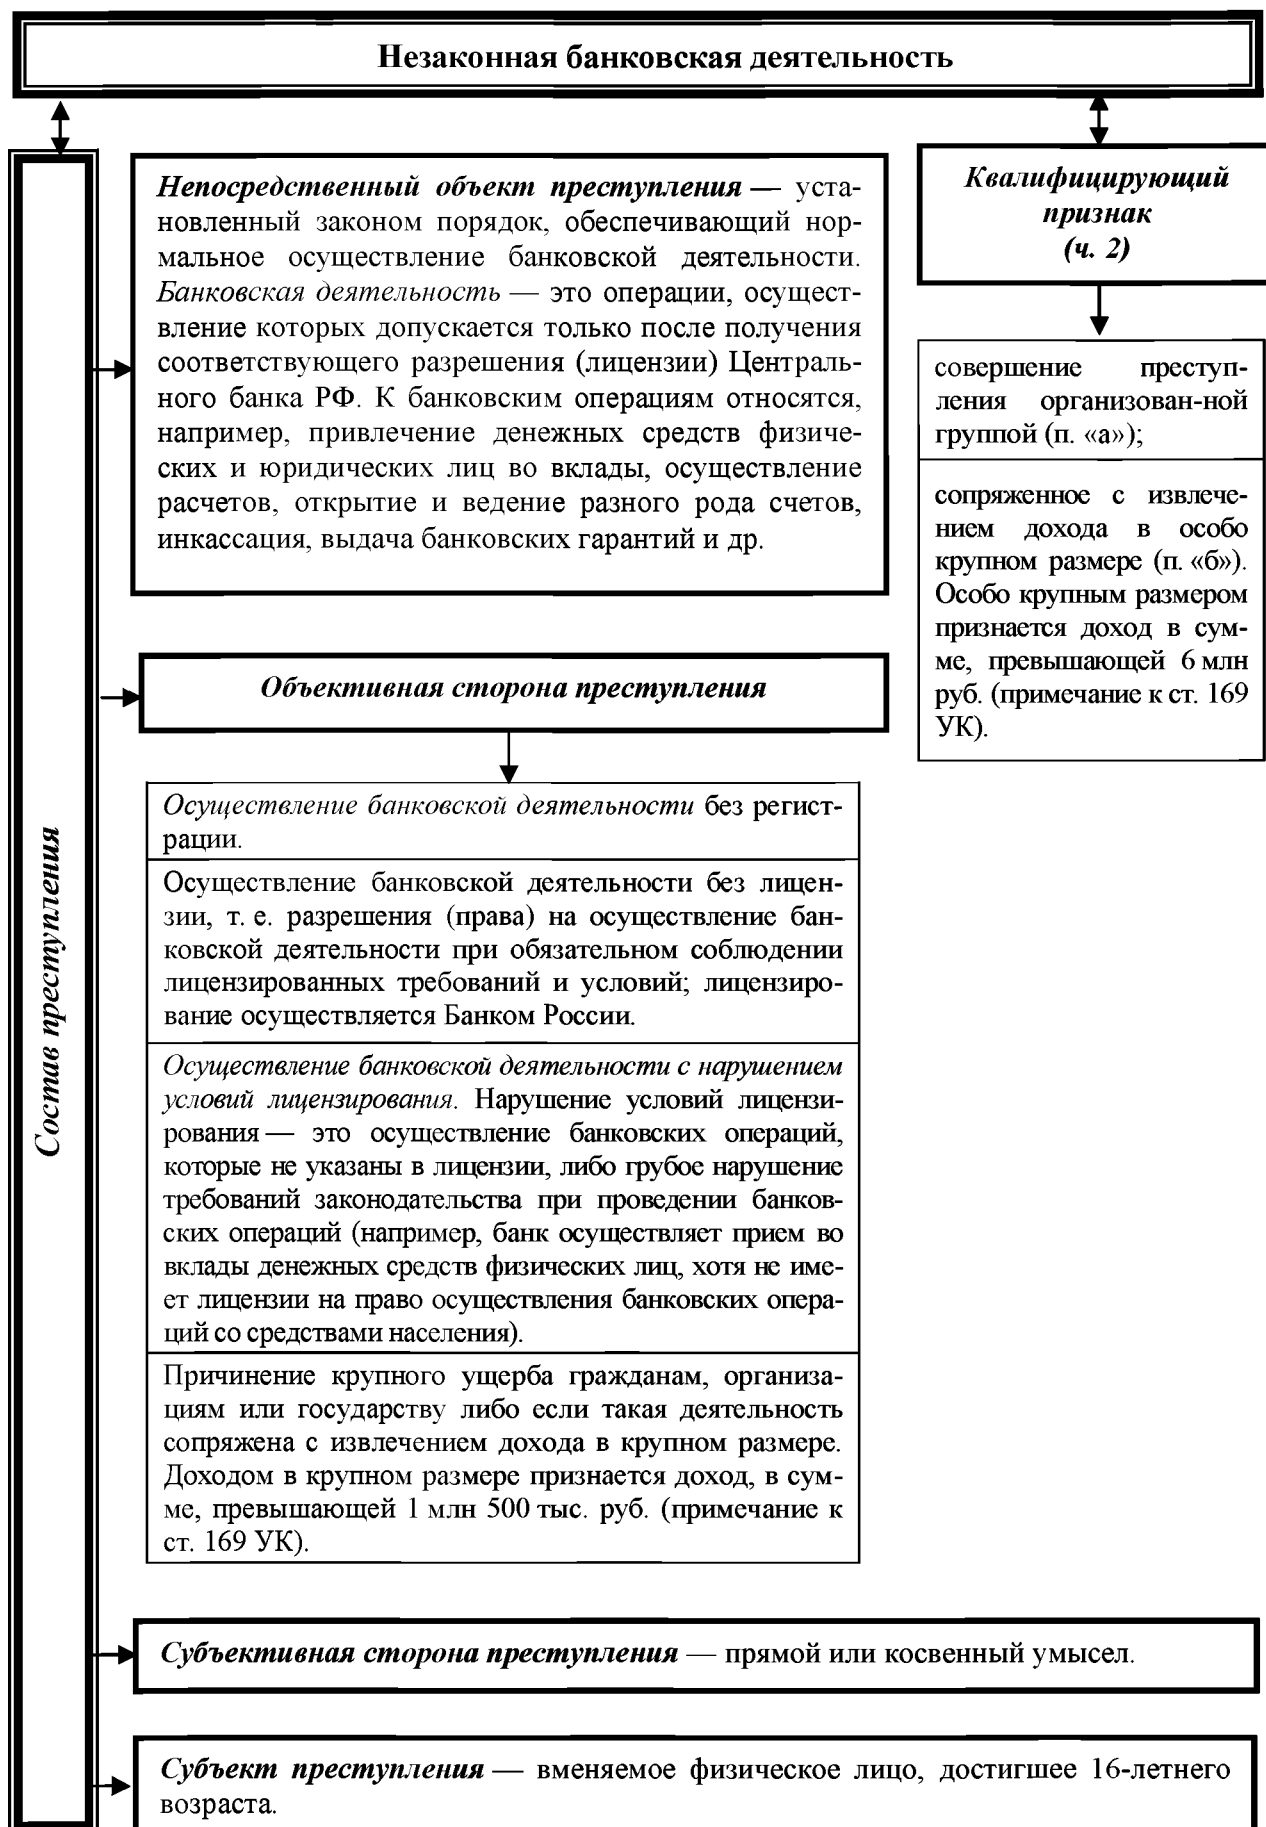 Незаконная банковская деятельность
Состав преступления
Непосредственный объект преступления — уста-
новленный законом порядок, обеспечивающий нор-
мальное осуществление банковской деятельности.
Банковская деятельность — это операции, осущест-
вление которых допускается только после получения
соответствующего разрешения (лицензии) Централь-
ного банка РФ. К банковским операциям относятся,
например, привлечение денежных средств физиче-
ских и юридических лиц во вклады, осуществление
расчетов, открытие и ведение разного рода счетов,
инкассация, выдача банковских гарантий и др.
Объективная сторона преступления
Осуществление банковской деятельности без регист-
рации.
Осуществление банковской деятельности без лицен-
зии, т. е. разрешения (права) на осуществление бан-
ковской деятельности при обязательном соблюдении
лицензированных требований и условий; лицензиро-
вание осуществляется Банком России.
Осуществление банковской деятельности с нарушением
условий лицензирования. Нарушение условий лицензи-
рования — это осуществление банковских операций,
которые не указаны в лицензии, либо грубое нарушение
требований законодательства при проведении банков-
ских операций (например, банк осуществляет прием во
вклады денежных средств физических лиц, хотя не име-
ет лицензии на право осуществления банковских опера-
ций со средствами населения).
Причинение крупного ущерба гражданам, организа-
циям или государству либо если такая деятельность
сопряжена с извлечением дохода в крупном размере.
Доходом в крупном размере признается доход, в сум-
ме, превышающей 1 млн 500 тыс. руб. (примечание к
ст. 169 УК).
Субъективная сторона преступления — прямой или косвенный умысел.
Субъект преступления — вменяемое физическое лицо, достигшее 16-летнего
возраста.
Квалифицирующий
признак
(ч. 2)
совершение преступ-
ления организован-ной
группой (п. «а»);
сопряженное с извлече-
нием дохода в особо
крупном размере (п. «б»).
Особо крупным размером
признается доход в сум-
ме, превышающей 6 млн
руб. (примечание к ст. 169
УК).